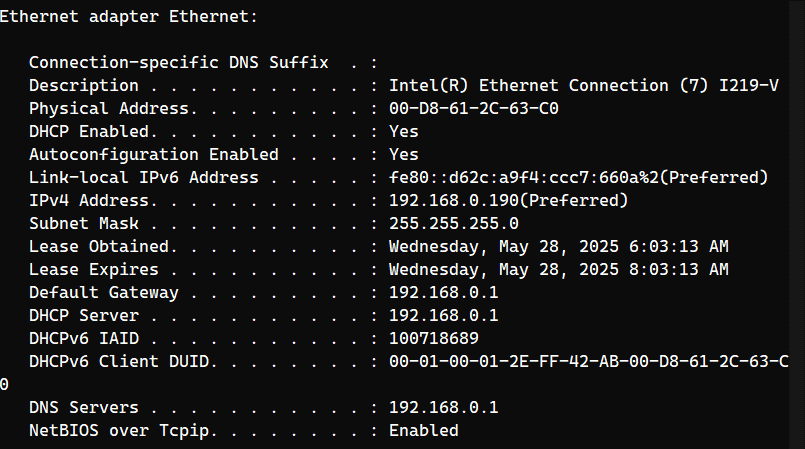 Ethernet adapter Ethernet:
Connection-specific DNS Suffix  . :
Description . . . . . . . . . . . : Intel(R) Ethernet Connection (7) I219-V
Physical Address. . . . . . . . . : 00-D8-61-2C-63-C0
DHCP Enabled. . . . . . . . . . . : Yes
Autoconfiguration Enabled . . . . : Yes
Link-local IPv6 Address . . . . . : fe80::d62c:a9f4:ccc7:660a%2(Preferred)
IPv4 Address. . . . . . . . . . . : 192.168.0.190(Preferred)
Subnet Mask . . . . . . . . . . . : 255.255.255.0
Lease Obtained. . . . . . . . . . : Wednesday, May 28, 2025 6:03:13 AM
Lease Expires . . . . . . . . . . : Wednesday, May 28, 2025 8:03:13 AM
Default Gateway . . . . . . . . . : 192.168.0.1
DHCP Server . . . . . . . . . . . : 192.168.0.1
DHCPv6 IAID . . . . . . . . . . . : 100718689
DHCPv6 Client DUID. . . . . . . . : 00-01-00-01-2E-FF-42-AB-00-D8-61-2C-63-C
0
DNS Servers . . . . . . . . . . . : 192.168.0.1
NetBIOS over Tcpip. . . . . . . . : Enabled